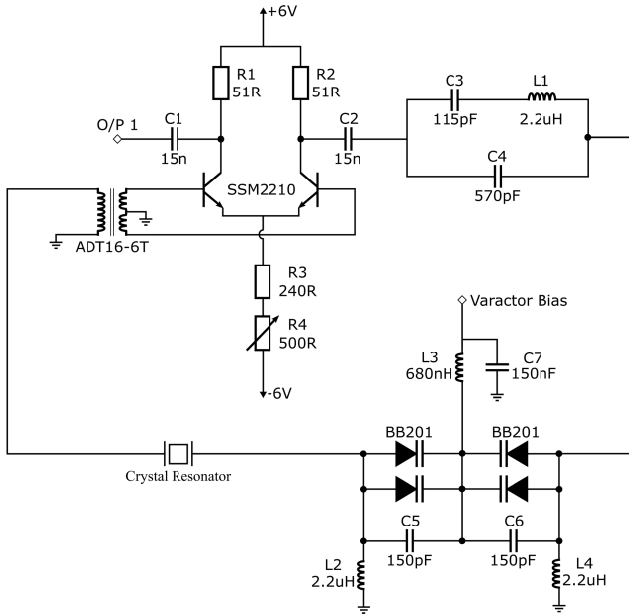 +6V
R1
51R
R2
51R
C3
115pF
L1
2.2uH
O/P 1
C1
15n
C2
15n
C4
570pF
SSM2210
ADT16-6T
R3
240R
R4
500R
-6V
Varactor Bias
L3
680nH
C7
150nF
BB201
BB201
Crystal Resonator
C5
150pF
C6
150pF
L2
2.2uH
L4
2.2uH